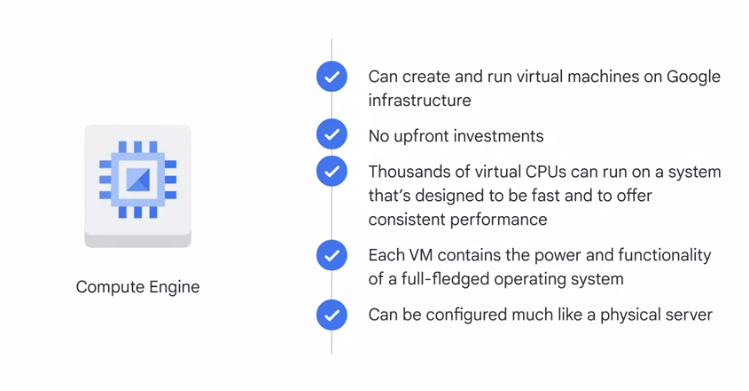 Can create and run virtual machines on Google
infrastructure
No upfront investments
Thousands of virtual CPUs can run on a system
that's designed to be fast and to offer
consistent performance
Each VM contains the power and functionality
of a full-fledged operating system
Can be configured much like a physical server
Compute Engine